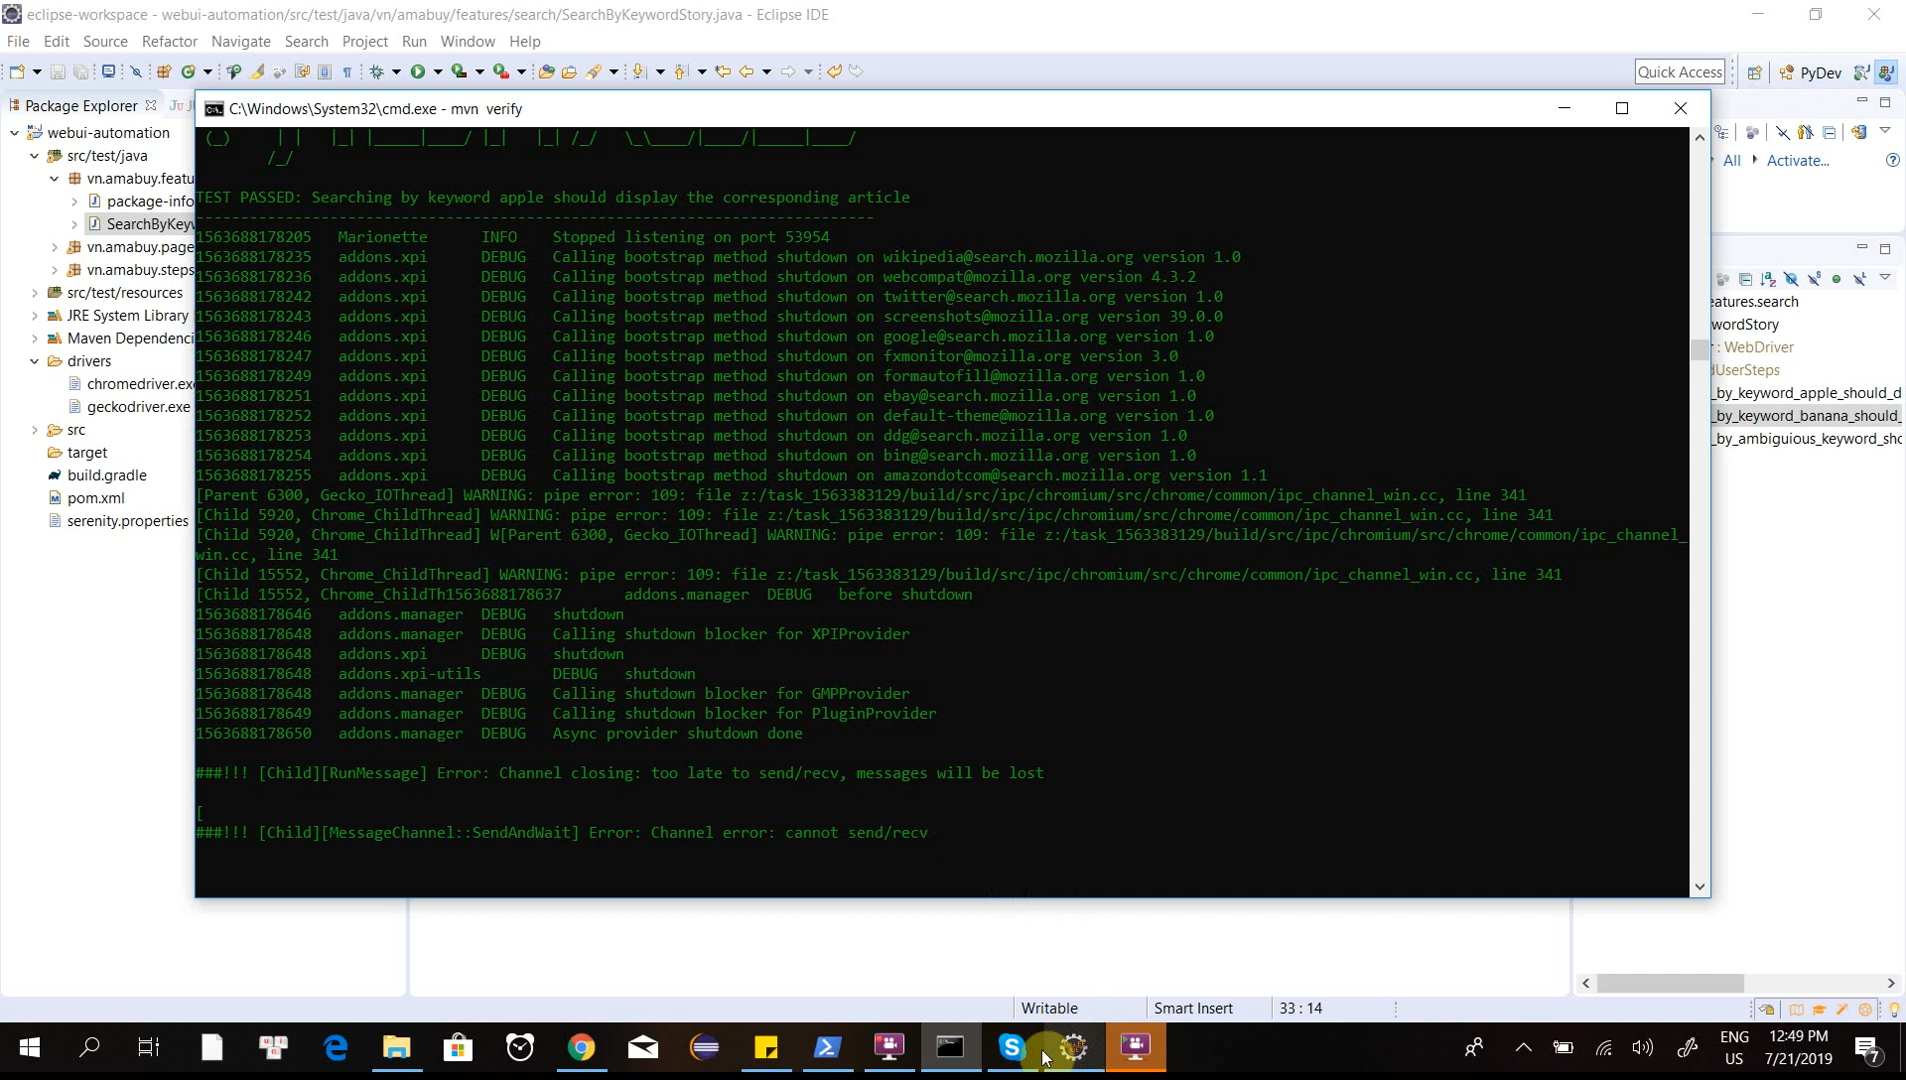 eclipse-workspace - webui-automation/src/test/java/vn/amabuy/features/search/SearchByKeywordStory.java - Eclipse IDE
File Edit Source Refactor Navigate Search Project Run Window Help
Quick Access
PyDev
Package Explorer
Ju J
C:\Windows\System32\cmd.exe - mvn verify
webui-automation
src/test/java
vn.amabuy.featu
package-info
SearchByKeyw
vn.amabuy.page
vn.amabuy.steps
src/test/resources
JRE System Library
Maven Dependenci
drivers
chromedriver.exe
geckodriver.exe
src
target
build.gradle
pom.xml
serenity.properties
TEST PASSED: Searching by keyword apple should display the corresponding article
--------------------------------------------------------------------------------
1563688178205 Marionette INFO Stopped listening on port 53954
1563688178235 addons.xpi DEBUG Calling bootstrap method shutdown on wikipedia@search.mozilla.org version 1.0
1563688178236 addons.xpi DEBUG Calling bootstrap method shutdown on webcompat@mozilla.org version 4.3.2
1563688178242 addons.xpi DEBUG Calling bootstrap method shutdown on twitter@search.mozilla.org version 1.0
1563688178243 addons.xpi DEBUG Calling bootstrap method shutdown on screenshots@mozilla.org version 39.0.0
1563688178246 addons.xpi DEBUG Calling bootstrap method shutdown on google@search.mozilla.org version 1.0
1563688178247 addons.xpi DEBUG Calling bootstrap method shutdown on fxmonitor@mozilla.org version 3.0
1563688178249 addons.xpi DEBUG Calling bootstrap method shutdown on formautofill@mozilla.org version 1.0
1563688178251 addons.xpi DEBUG Calling bootstrap method shutdown on ebay@search.mozilla.org version 1.0
1563688178252 addons.xpi DEBUG Calling bootstrap method shutdown on default-theme@mozilla.org version 1.0
1563688178253 addons.xpi DEBUG Calling bootstrap method shutdown on ddg@search.mozilla.org version 1.0
1563688178254 addons.xpi DEBUG Calling bootstrap method shutdown on bing@search.mozilla.org version 1.0
1563688178255 addons.xpi DEBUG Calling bootstrap method shutdown on amazondotcom@search.mozilla.org version 1.1
[Parent 6300, Gecko_IOThread] WARNING: pipe error: 109: file z:/task_1563383129/build/src/ipc/chromium/src/chrome/common/ipc_channel_win.cc, line 341
[Child 5920, Chrome_ChildThread] WARNING: pipe error: 109: file z:/task_1563383129/build/src/ipc/chromium/src/chrome/common/ipc_channel_win.cc, line 341
[Child 5920, Chrome_ChildThread] W[Parent 6300, Gecko_IOThread] WARNING: pipe error: 109: file z:/task_1563383129/build/src/ipc/chromium/src/chrome/common/ipc_channel_
win.cc, line 341
[Child 15552, Chrome_ChildThread] WARNING: pipe error: 109: file z:/task_1563383129/build/src/ipc/chromium/src/chrome/common/ipc_channel_win.cc, line 341
[Child 15552, Chrome_ChildTh1563688178637 addons.manager DEBUG before shutdown
1563688178646 addons.manager DEBUG shutdown
1563688178648 addons.manager DEBUG Calling shutdown blocker for XPIProvider
1563688178648 addons.xpi DEBUG shutdown
1563688178648 addons.xpi-utils DEBUG shutdown
1563688178648 addons.manager DEBUG Calling shutdown blocker for GMPProvider
1563688178649 addons.manager DEBUG Calling shutdown blocker for PluginProvider
1563688178650 addons.manager DEBUG Async provider shutdown done
###!!! [Child][RunMessage] Error: Channel closing: too late to send/recv, messages will be lost
[
###!!! [Child][MessageChannel::SendAndWait] Error: Channel error: cannot send/recv
All Activate...
eatures.search
wordStory
: WebDriver
dUserSteps
_by_keyword_apple_should_d
_by_keyword_banana_should_
_by_ambiguious_keyword_sho
Writable Smart Insert 33 : 14
ENG
US
12:49 PM
7/21/2019
7